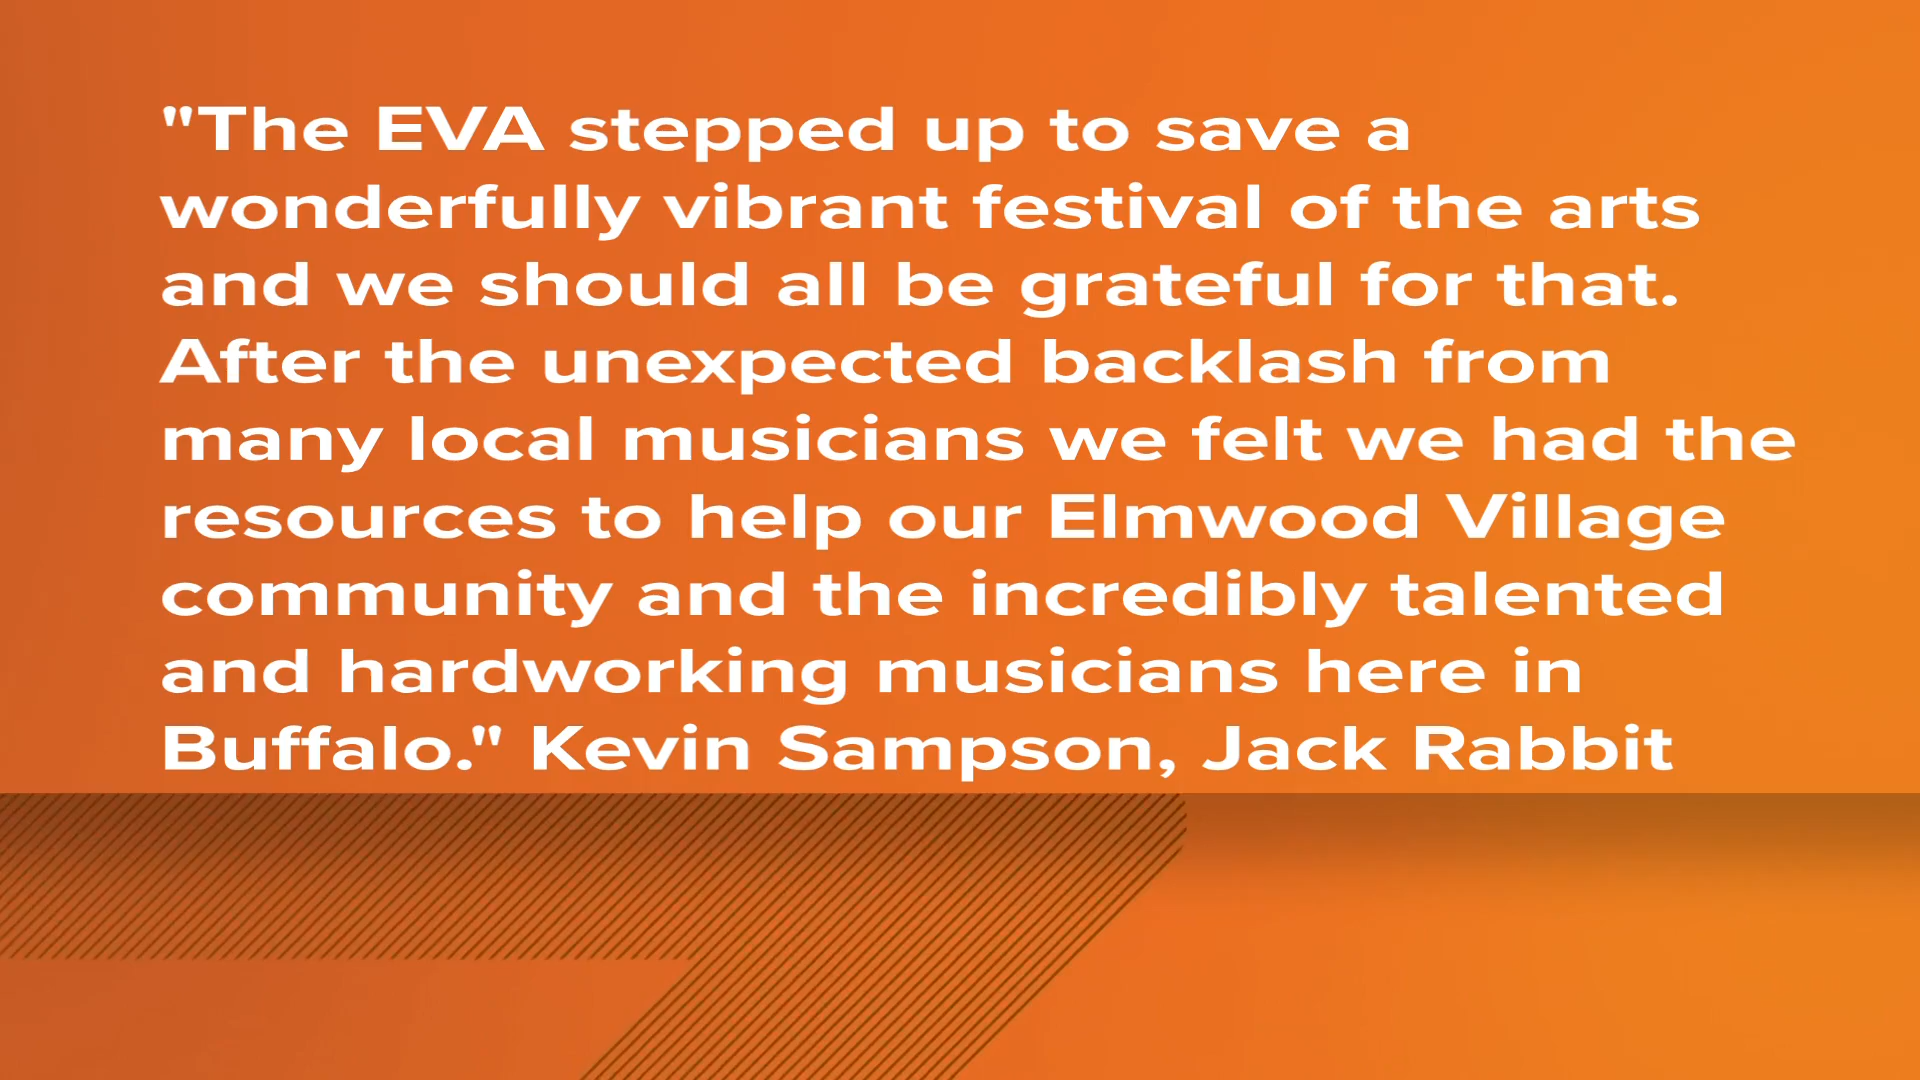 "The EVA stepped up to save a
wonderfully vibrant festival of the arts
and we should all be grateful for that.
After the unexpected backlash from
many local musicians we felt we had the
resources to help our Elmwood Village
community and the incredibly talented
and hardworking musicians here in
Buffalo." Kevin Sampson, Jack Rabbit